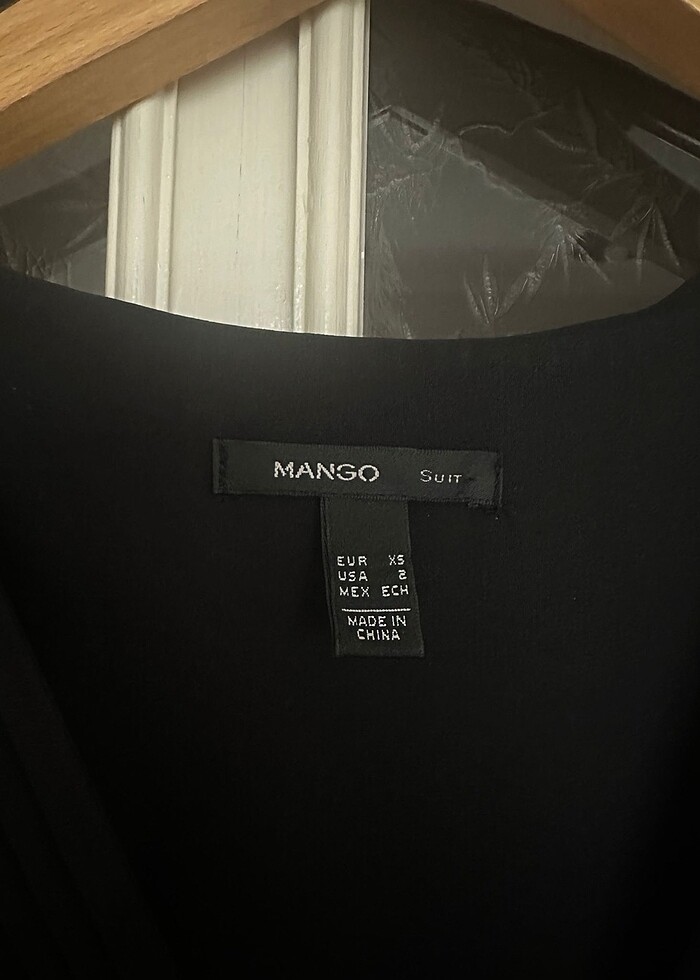 MANGO SUIT
EUR XS
USA 2
MEX ECH
MADE IN
CHINA